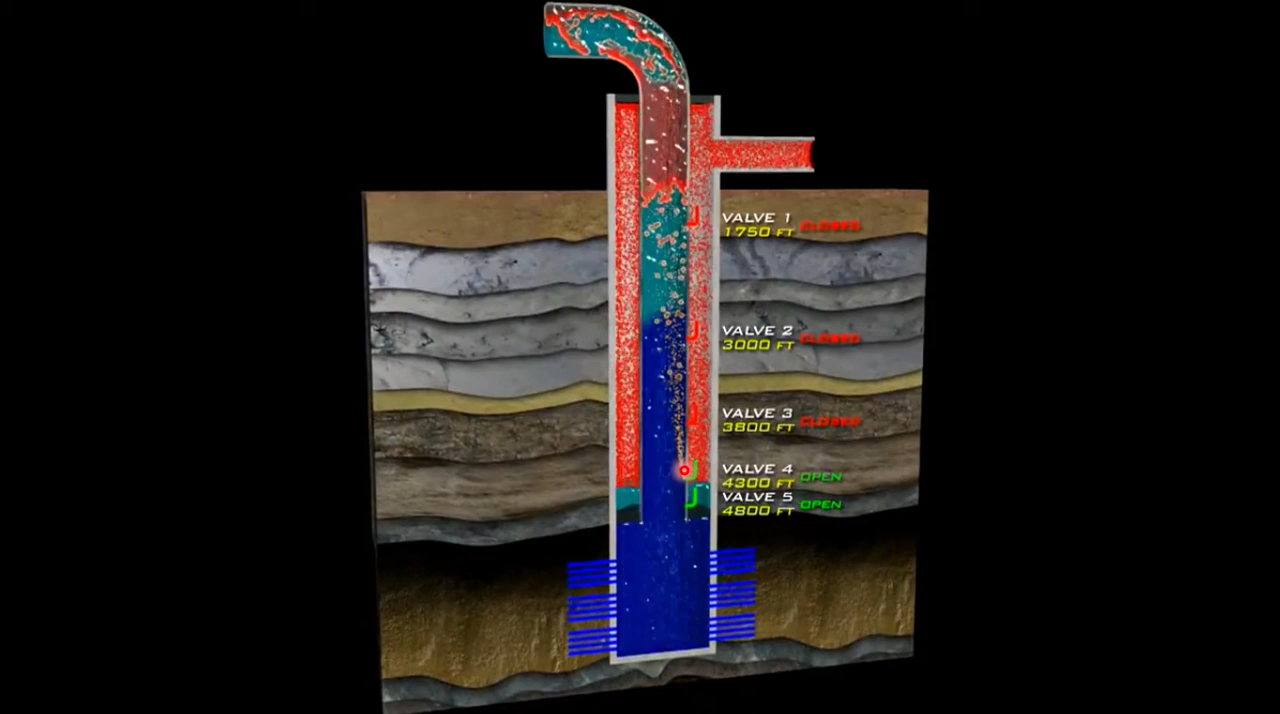 VALVE 1
1750 FT CLOSED
VALVE 2
3000 FT CLOSED
VALVE 3
3800 FT CLOSED
VALVE 4
4300 FT OPEN
VALVE 5
4800 FT OPEN